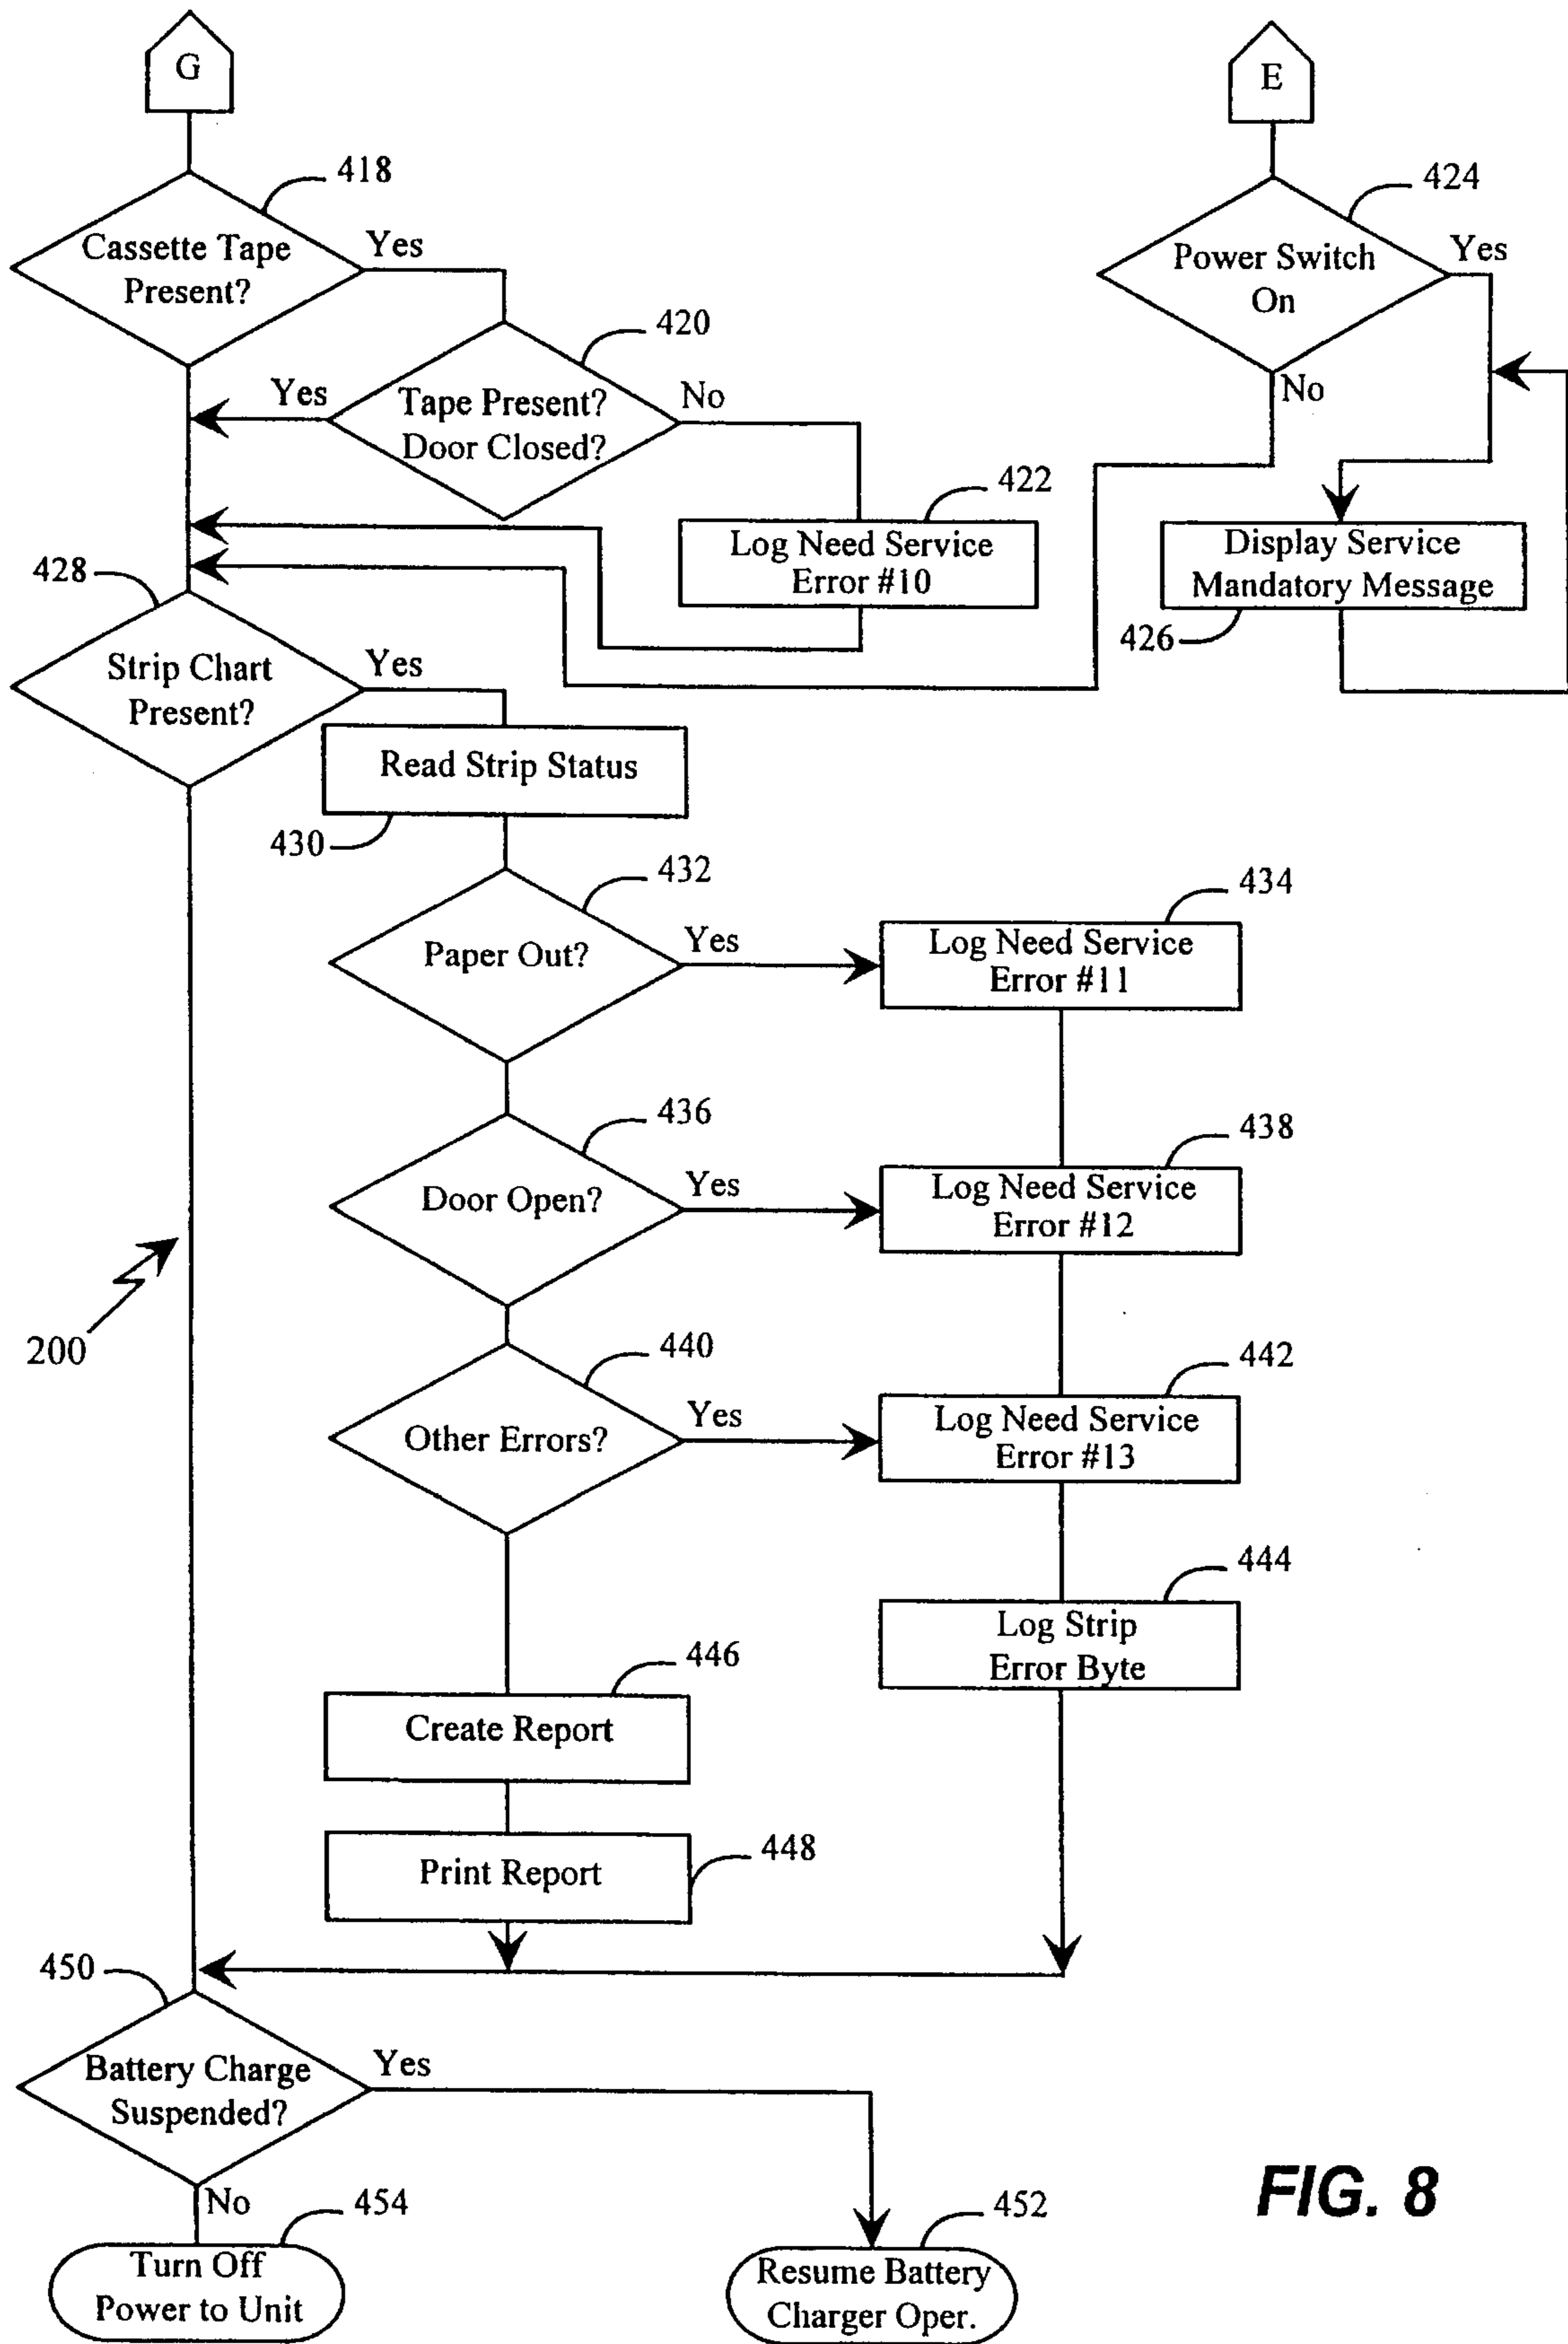 G
E
418
424
Cassette Tape
Present?
Yes
Power Switch
On
Yes
420
Yes
Tape Present?
Door Closed?
No
No
422
Log Need Service
Error #10
Display Service
Mandatory Message
428
426
Strip Chart
Present?
Yes
Read Strip Status
430
432
434
Paper Out?
Yes
Log Need Service
Error #11
436
438
Door Open?
Yes
Log Need Service
Error #12
200
440
442
Other Errors?
Yes
Log Need Service
Error #13
444
Log Strip
Error Byte
446
Create Report
448
Print Report
450
Battery Charge
Suspended?
Yes
No
454
452
Turn Off
Power to Unit
Resume Battery
Charger Oper.
FIG. 8